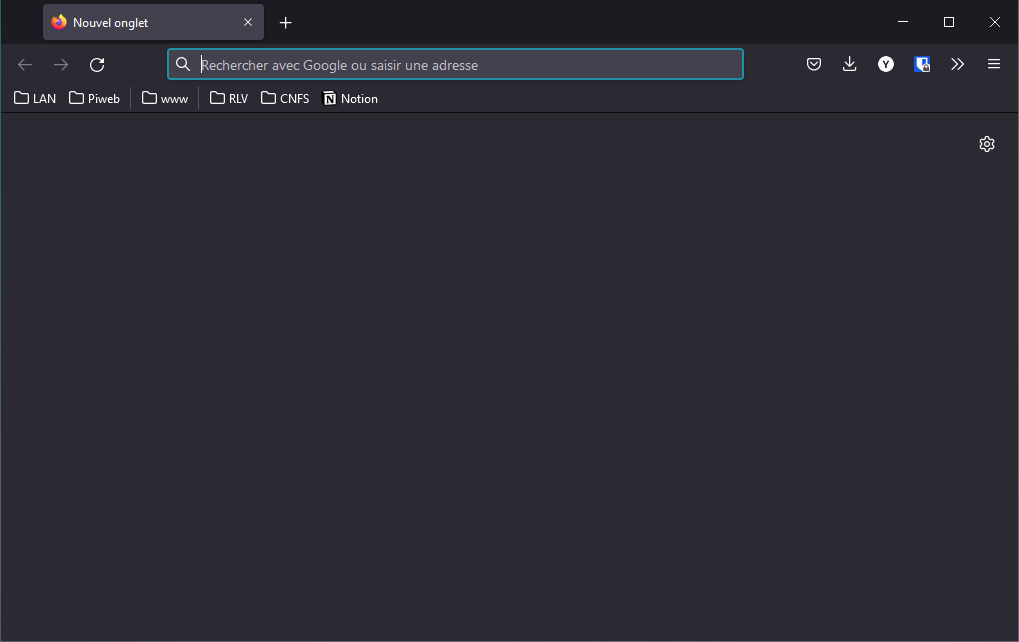 Nouvel onglet
Rechercher avec Google ou saisir une adresse
Y
LAN Piweb www RLV CNFS N Notion